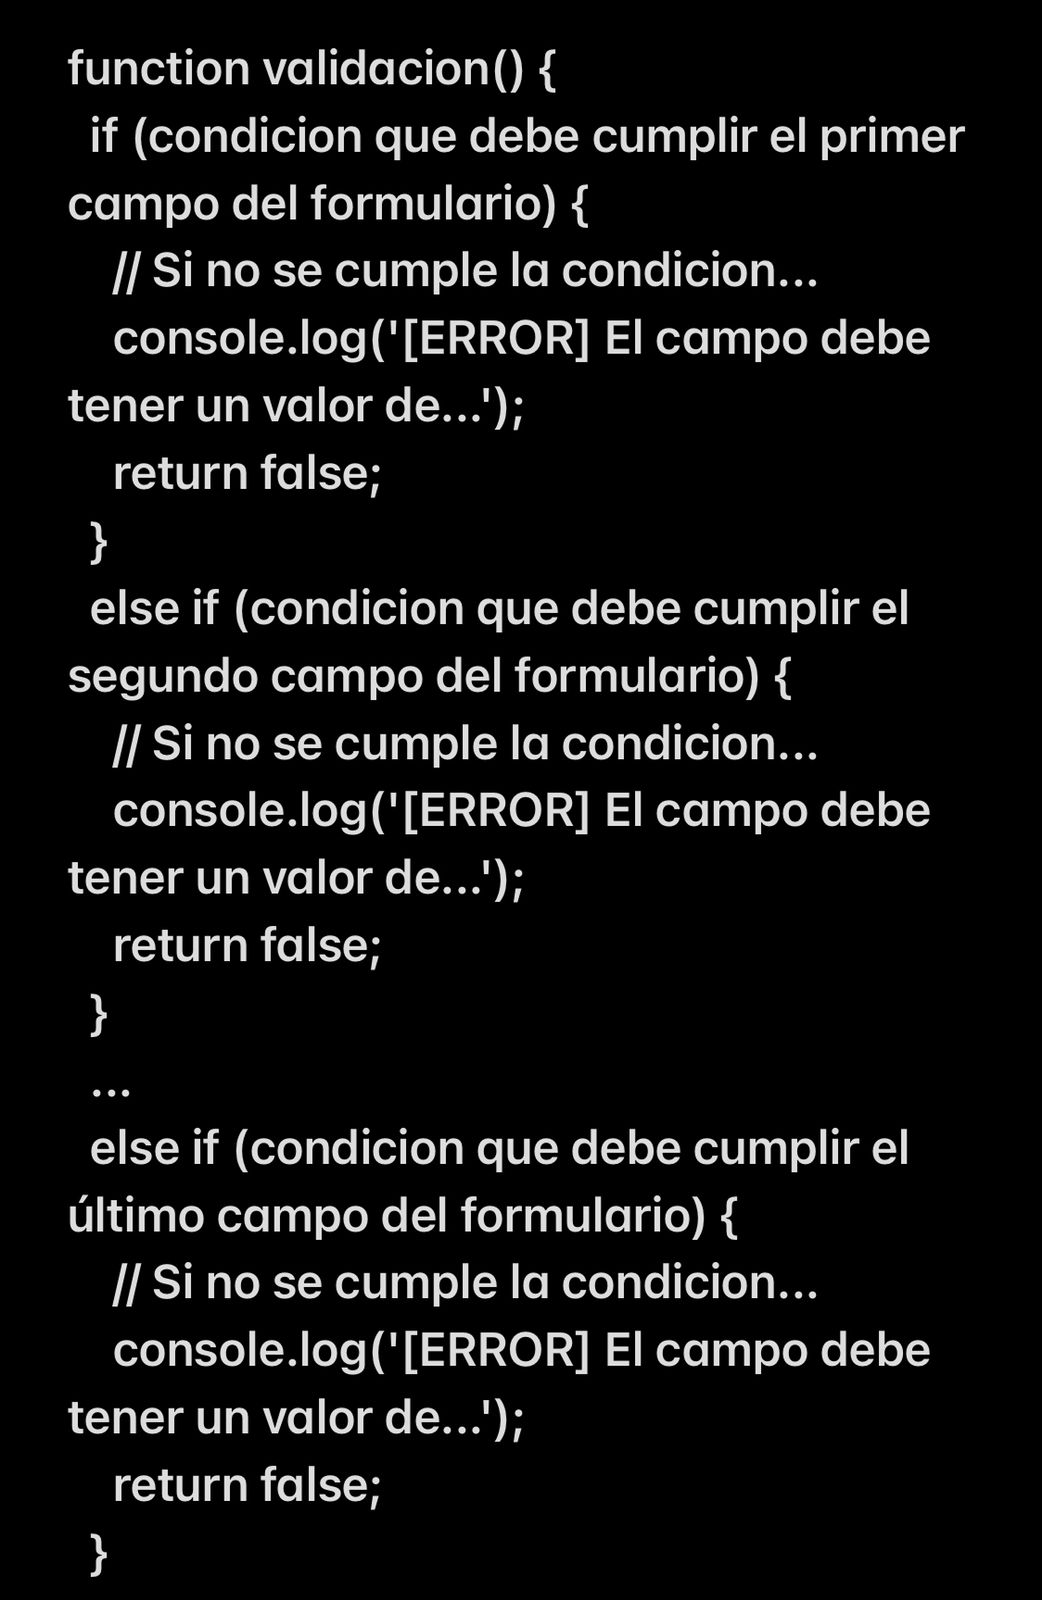 function validacion() {
if (condicion que debe cumplir el primer
campo del formulario) {
// Si no se cumple la condicion...
console.log('[ERROR] El campo debe
tener un valor de...');
return false;
}
else if (condicion que debe cumplir el
segundo campo del formulario) {
// Si no se cumple la condicion...
console.log('[ERROR] El campo debe
tener un valor de...');
return false;
}
...
else if (condicion que debe cumplir el
último campo del formulario) {
// Si no se cumple la condicion...
console.log('[ERROR] El campo debe
tener un valor de...');
return false;
}